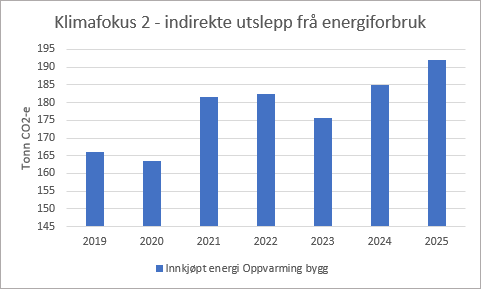 Klimafokus 2 - indirekte utslepp frå energiforbruk
Tonn CO2-e
195
190
185
180
175
170
165
160
155
150
145
2019 2020 2021 2022 2023 2024 2025
Innkjøpt energi Oppvarming bygg